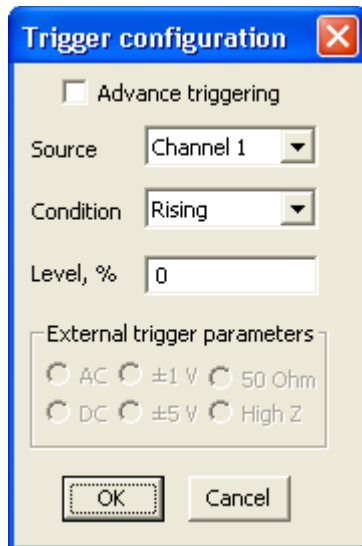 Trigger configuration
Advance triggering
Source Channel 1
Condition Rising
Level, % 0
External trigger parameters
AC ±1 V 50 Ohm
DC ±5 V High Z
OK Cancel